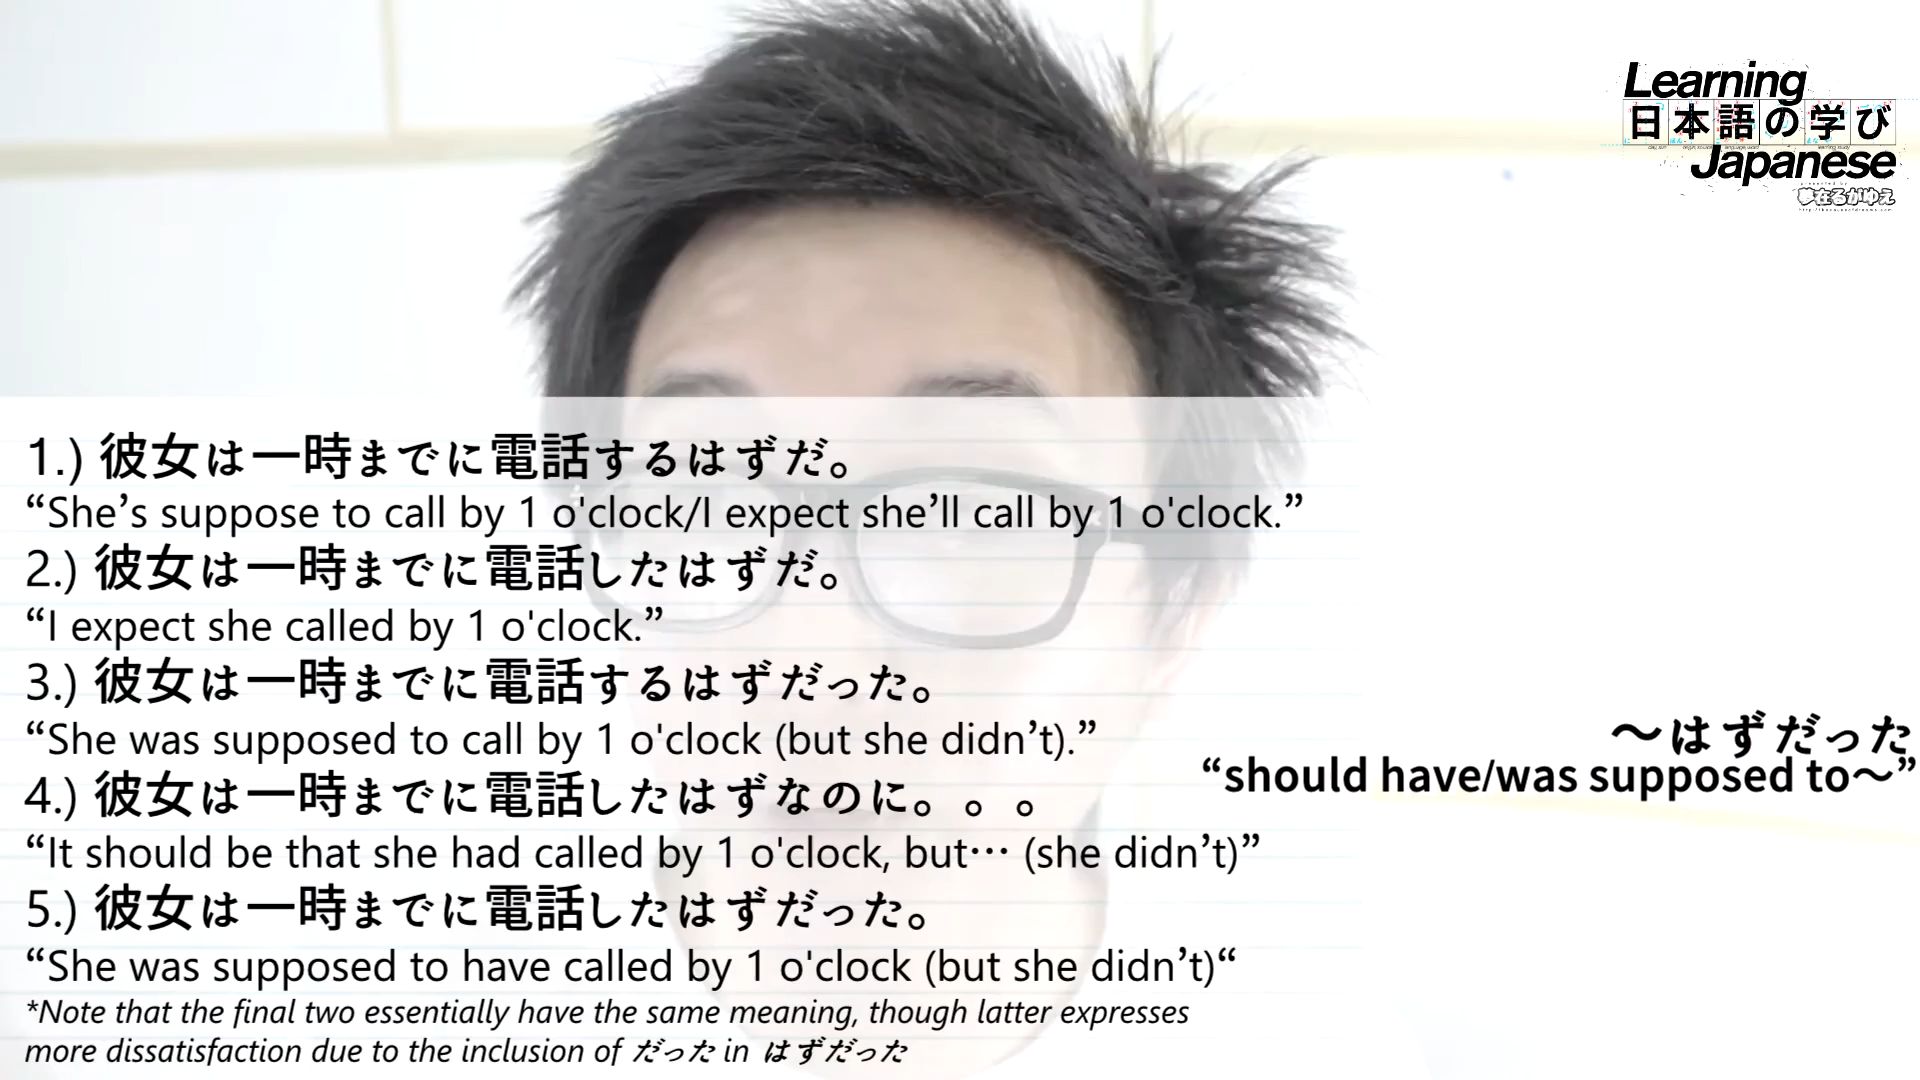 Learning
日本語の学び
Japanese
presented by
夢在るがゆえ
1.) 彼女は一時までに電話するはずだ。
“She’s suppose to call by 1 o'clock/I expect she’ll call by 1 o'clock.”
2.) 彼女は一時までに電話したはずだ。
“I expect she called by 1 o'clock.”
3.) 彼女は一時までに電話するはずだった。
“She was supposed to call by 1 o'clock (but she didn’t).”
4.) 彼女は一時までに電話したはずなのに。。。
“It should be that she had called by 1 o'clock, but… (she didn’t)”
5.) 彼女は一時までに電話したはずだった。
“She was supposed to have called by 1 o'clock (but she didn’t)“
*Note that the final two essentially have the same meaning, though latter expresses
more dissatisfaction due to the inclusion of だった in はずだった
～はずだった
“should have/was supposed to～”